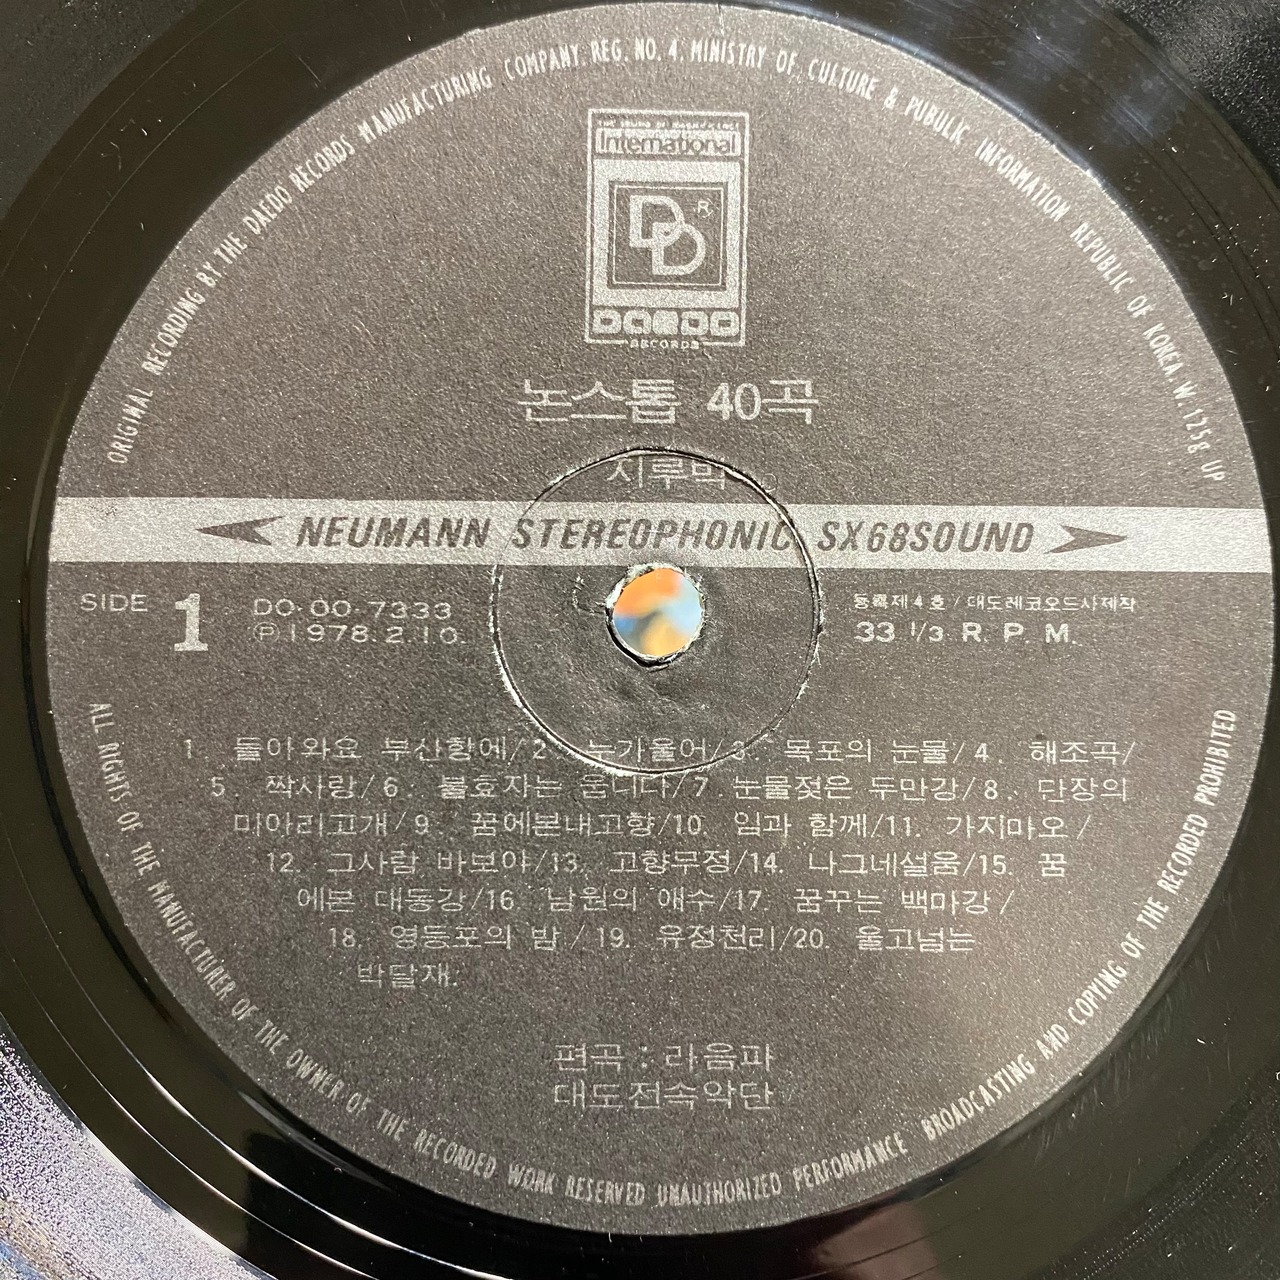 ORIGINAL RECORDING BY THE DAEDO RECORDS MANUFACTURING COMPANY. REG. NO. 4. MINISTRY OF CULTURE & PUBULIC INFORMATION REPUBLIC OF KOREA. W. 125g UP
International
DD R
DAEDO
RECORDS
논스톱 40곡
지루박
NEUMANN STEREOPHONIC SX68SOUND
SIDE 1
DO-00-7333
Ⓟ1978.2.10.
등록제4호/대도레코오드사제작
33 1/3 R. P. M.
1. 돌아와요 부산항에/2. 누가울어/3. 목포의 눈물/4. 해조곡/
5. 짝사랑/6. 불효자는 웁니다/7. 눈물젖은 두만강/8. 단장의
미아리고개/9. 꿈에본내고향/10. 임과 함께/11. 가지마오/
12. 그사람 바보야/13. 고향무정/14. 나그네설움/15. 꿈
에본 대동강/16. 남원의 애수/17. 꿈꾸는 백마강/
18. 영등포의 밤/19. 유정천리/20. 울고넘는
박달재.
편곡 : 라음파
대도전속악단
ALL RIGHTS OF THE MANUFACTURER OF THE OWNER OF THE RECORDED WORK RESERVED UNAUTHORIZED PERFORMANCE BROADCASTING AND COPYING OF THE RECORDED PROHIBITED